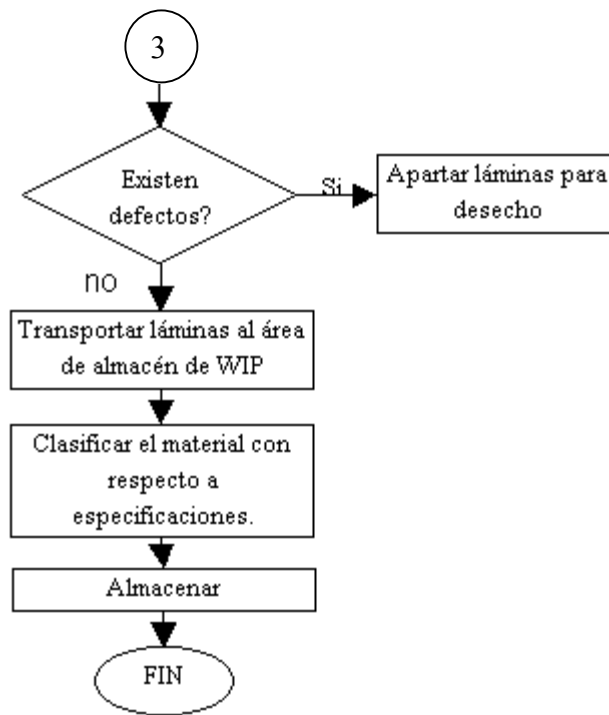 3
Existen
defectos?
Si
Apartar láminas para
desecho
no
Transportar láminas al área
de almacén de WIP
Clasificar el material con
respecto a
especificaciones.
Almacenar
FIN